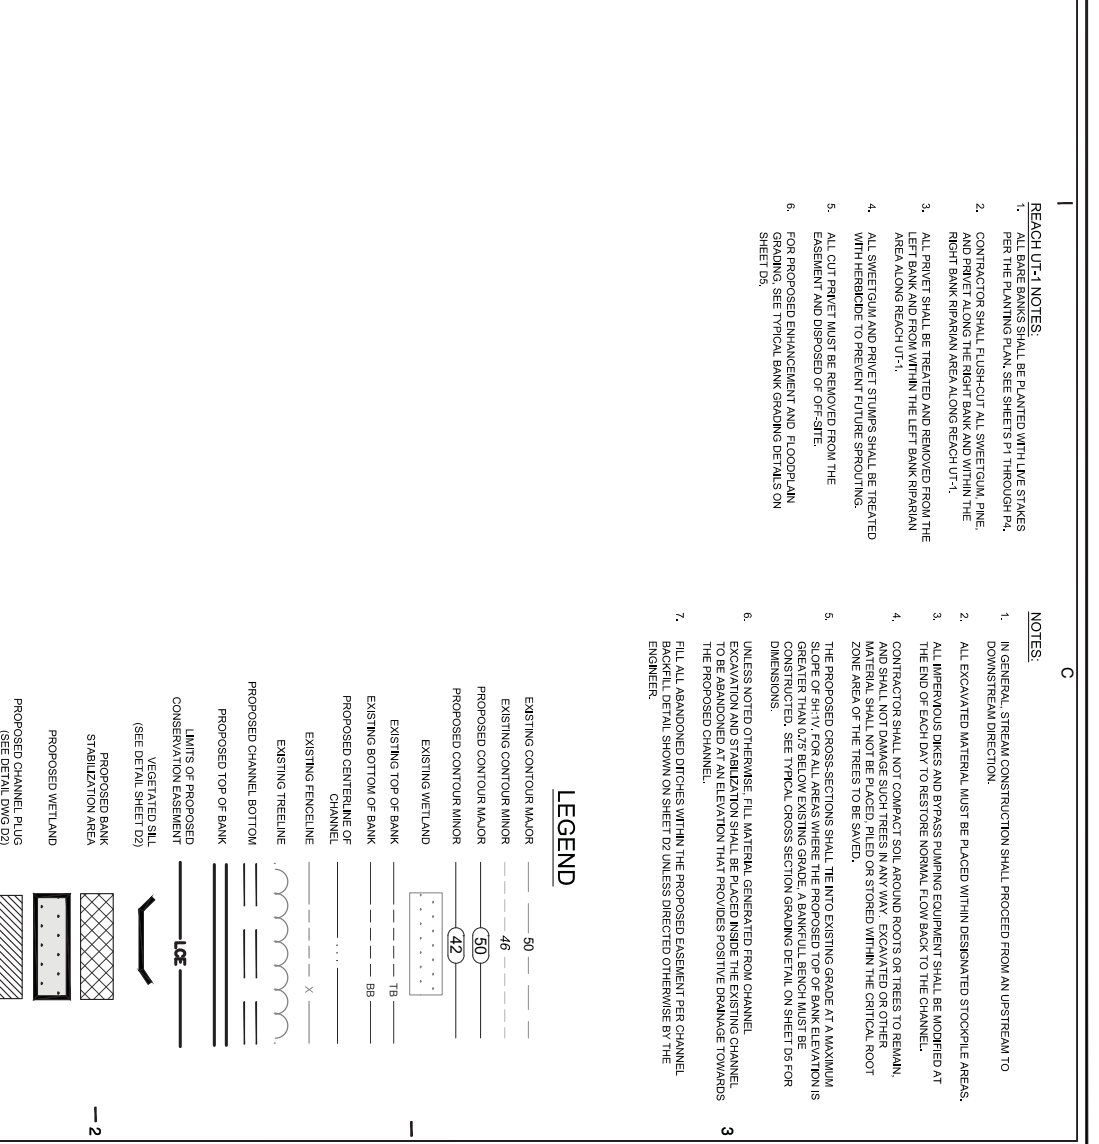 C
REACH UT-1 NOTES:
1. ALL BARE BANKS SHALL BE PLANTED WITH LIVE STAKES
PER THE PLANTING PLAN. SEE SHEETS P1 THROUGH P4.
2. CONTRACTOR SHALL FLUSH-CUT ALL SWEETGUM, PINE,
AND PRIVET ALONG THE RIGHT BANK AND WITHIN THE
RIGHT BANK RIPARIAN AREA ALONG REACH UT-1.
3. ALL PRIVET SHALL BE TREATED AND REMOVED FROM THE
LEFT BANK AND FROM WITHIN THE LEFT BANK RIPARIAN
AREA ALONG REACH UT-1.
4. ALL SWEETGUM AND PRIVET STUMPS SHALL BE TREATED
WITH HERBICIDE TO PREVENT FUTURE SPROUTING.
5. ALL CUT PRIVET MUST BE REMOVED FROM THE
EASEMENT AND DISPOSED OF OFF-SITE.
6. FOR PROPOSED ENHANCEMENT AND FLOODPLAIN
GRADING, SEE TYPICAL BANK GRADING DETAILS ON
SHEET D5.
NOTES:
1. IN GENERAL, STREAM CONSTRUCTION SHALL PROCEED FROM AN UPSTREAM TO
DOWNSTREAM DIRECTION.
2. ALL EXCAVATED MATERIAL MUST BE PLACED WITHIN DESIGNATED STOCKPILE AREAS.
3. ALL IMPERVIOUS DIKES AND BYPASS PUMPING EQUIPMENT SHALL BE MODIFIED AT
THE END OF EACH DAY TO RESTORE NORMAL FLOW BACK TO THE CHANNEL.
4. CONTRACTOR SHALL NOT COMPACT SOIL AROUND ROOTS OR TREES TO REMAIN,
AND SHALL NOT DAMAGE SUCH TREES IN ANY WAY. EXCAVATED OR OTHER
MATERIAL SHALL NOT BE PLACED, PILED OR STORED WITHIN THE CRITICAL ROOT
ZONE AREA OF THE TREES TO BE SAVED.
5. THE PROPOSED CROSS-SECTIONS SHALL TIE INTO EXISTING GRADE AT A MAXIMUM
SLOPE OF 5H:1V. FOR ALL AREAS WHERE THE PROPOSED TOP OF BANK ELEVATION IS
GREATER THAN 0.75' BELOW EXISTING GRADE, A BANKFULL BENCH MUST BE
CONSTRUCTED. SEE TYPICAL CROSS SECTION GRADING DETAIL ON SHEET D5 FOR
DIMENSIONS.
6. UNLESS NOTED OTHERWISE, FILL MATERIAL GENERATED FROM CHANNEL
EXCAVATION AND STABILIZATION SHALL BE PLACED INSIDE THE EXISTING CHANNEL
TO BE ABANDONED AT AN ELEVATION THAT PROVIDES POSITIVE DRAINAGE TOWARDS
THE PROPOSED CHANNEL.
7. FILL ALL ABANDONED DITCHES WITHIN THE PROPOSED EASEMENT PER CHANNEL
BACKFILL DETAIL SHOWN ON SHEET D2 UNLESS DIRECTED OTHERWISE BY THE
ENGINEER.
3
LEGEND
EXISTING CONTOUR MAJOR 50
EXISTING CONTOUR MINOR 46
PROPOSED CONTOUR MAJOR 50
PROPOSED CONTOUR MINOR 42
EXISTING WETLAND
EXISTING TOP OF BANK TB
EXISTING BOTTOM OF BANK BB
PROPOSED CENTERLINE OF
CHANNEL
EXISTING FENCELINE X
EXISTING TREELINE
PROPOSED CHANNEL BOTTOM
PROPOSED TOP OF BANK
LIMITS OF PROPOSED
CONSERVATION EASEMENT LCE
VEGETATED SILL
(SEE DETAIL SHEET D2)
PROPOSED BANK
STABILIZATION AREA
PROPOSED WETLAND
PROPOSED CHANNEL PLUG
(SEE DETAIL DWG D2)
2